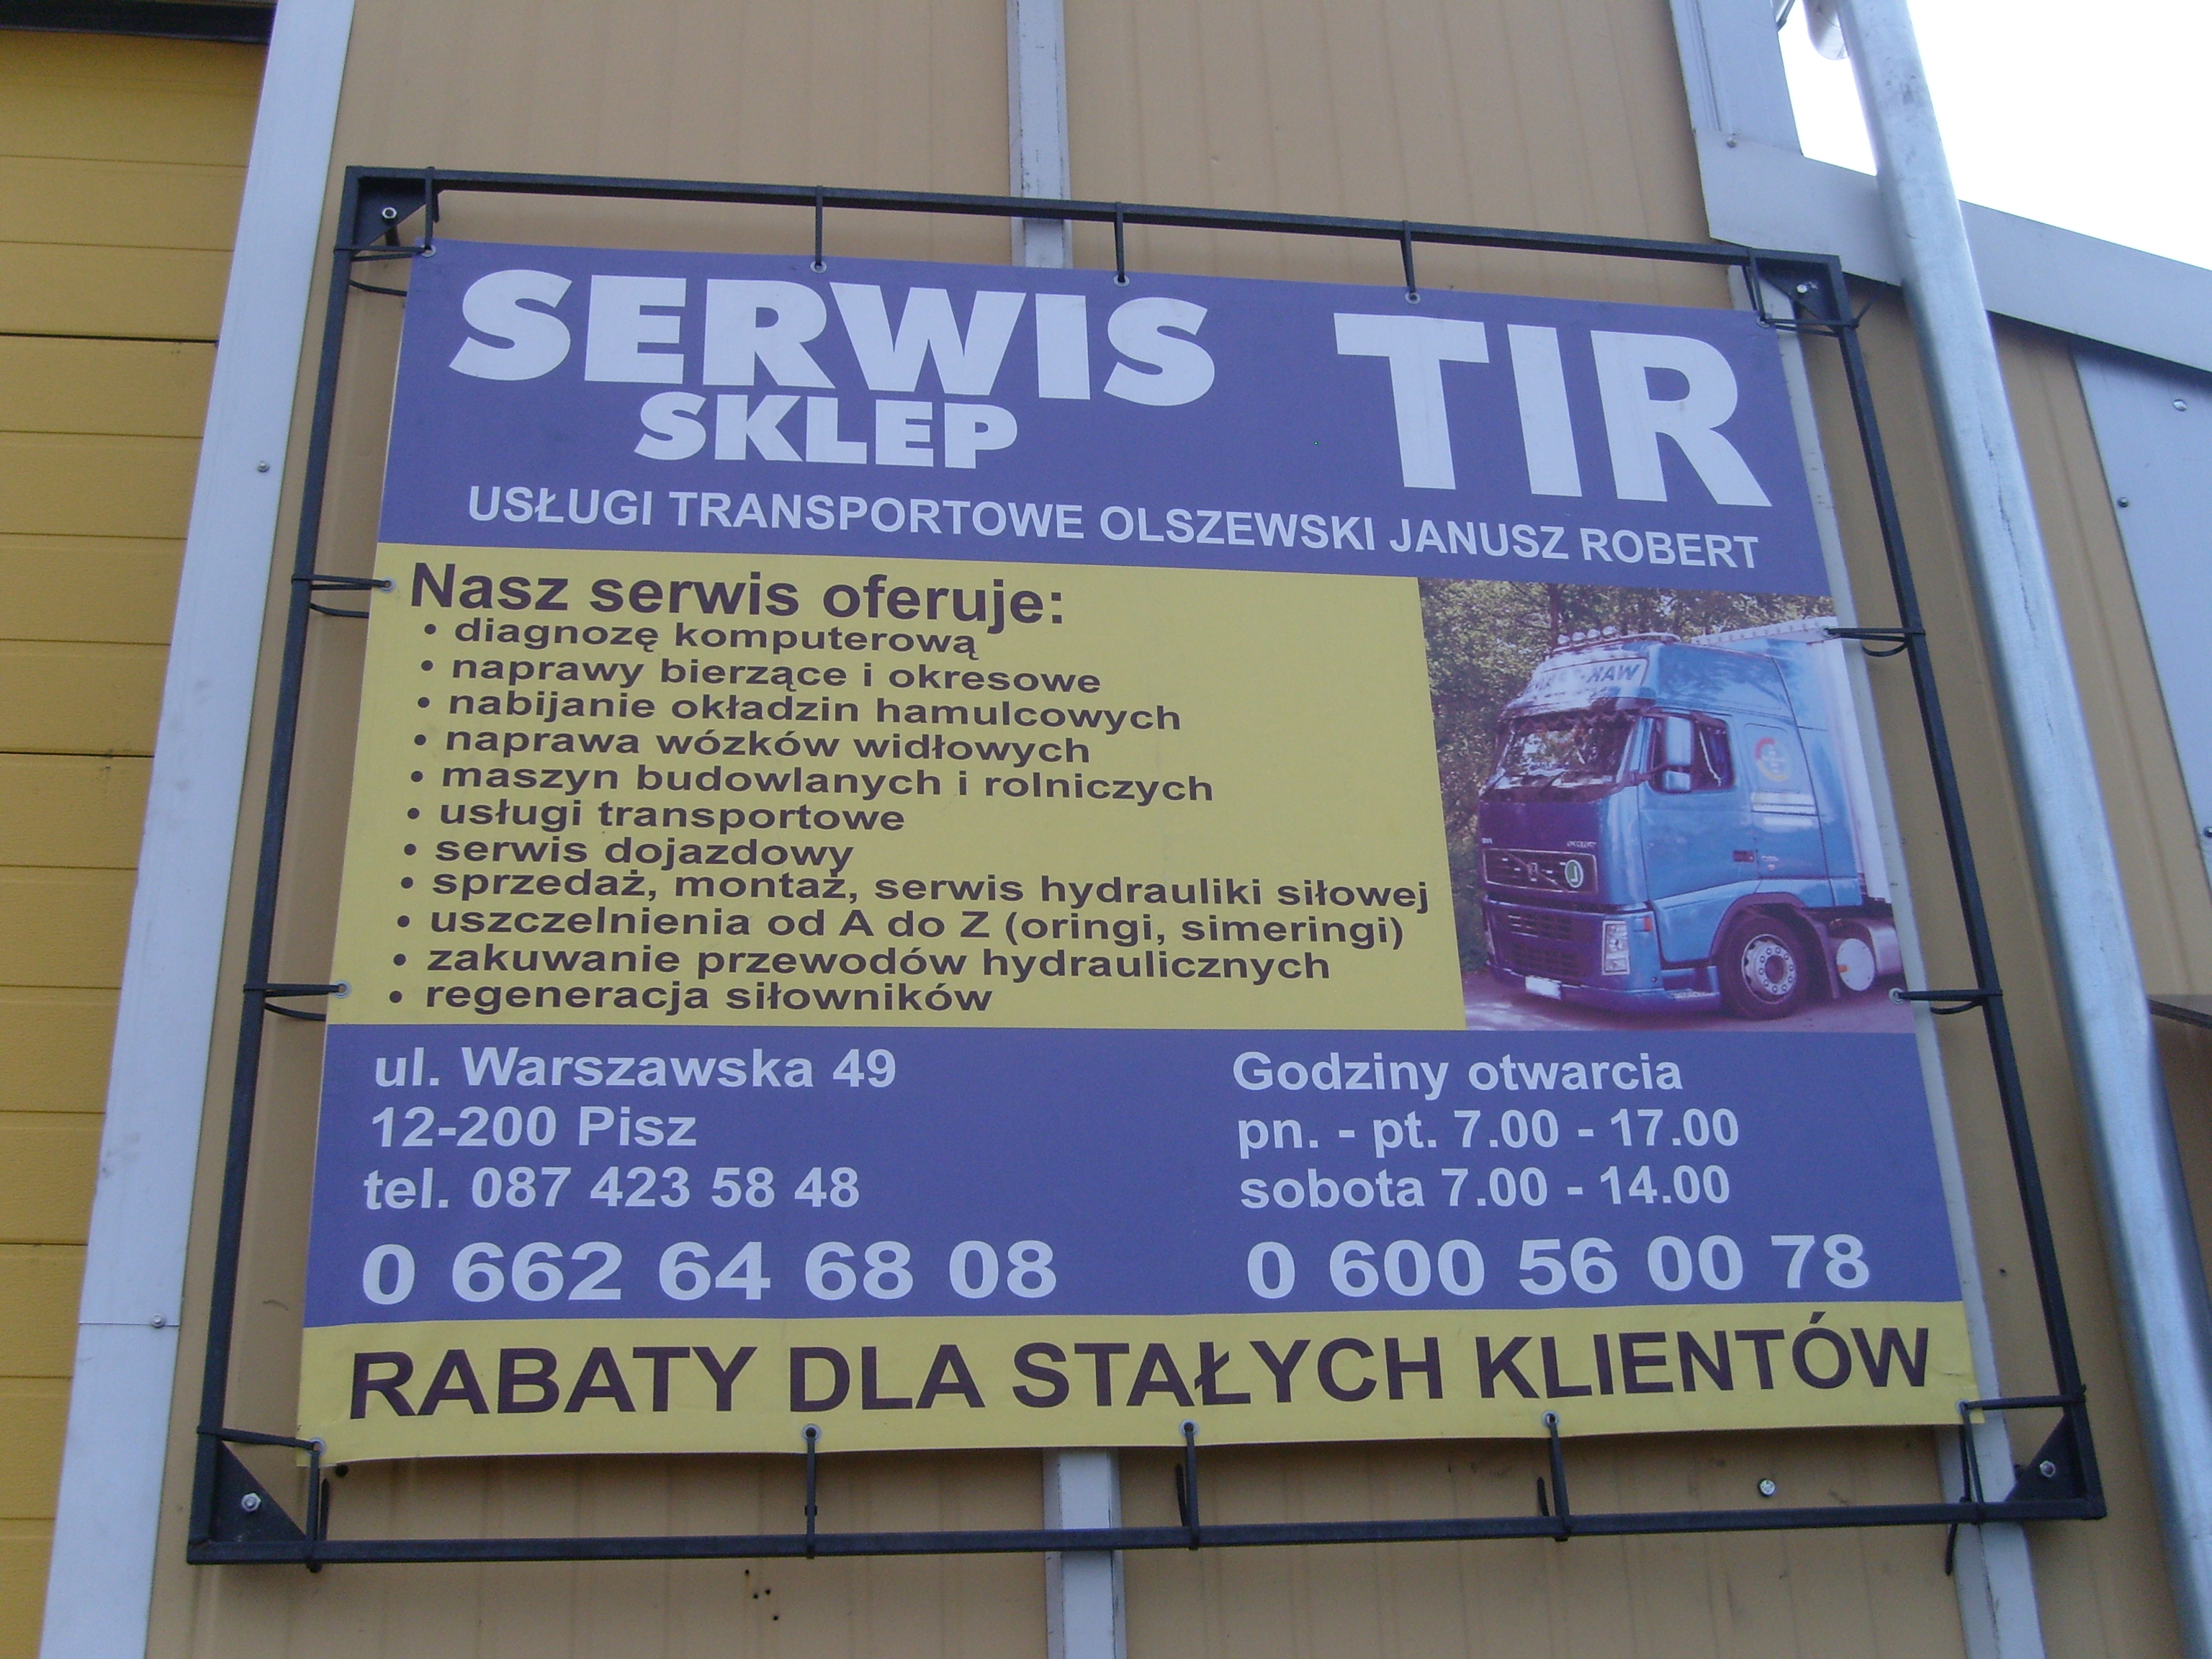 SERWIS TIR
SKLEP
USŁUGI TRANSPORTOWE OLSZEWSKI JANUSZ ROBERT
Nasz serwis oferuje:
• diagnozę komputerową
• naprawy bierzące i okresowe
• nabijanie okładzin hamulcowych
• naprawa wózków widłowych
• maszyn budowlanych i rolniczych
• usługi transportowe
• serwis dojazdowy
• sprzedaż, montaż, serwis hydrauliki siłowej
• uszczelnienia od A do Z (oringi, simeringi)
• zakuwanie przewodów hydraulicznych
• regeneracja siłowników
ul. Warszawska 49
12-200 Pisz
tel. 087 423 58 48
0 662 64 68 08
Godziny otwarcia
pn. - pt. 7.00 - 17.00
sobota 7.00 - 14.00
0 600 56 00 78
RABATY DLA STAŁYCH KLIENTÓW